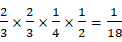 2/3 × 2/3 × 1/4 × 1/2 = 1/18